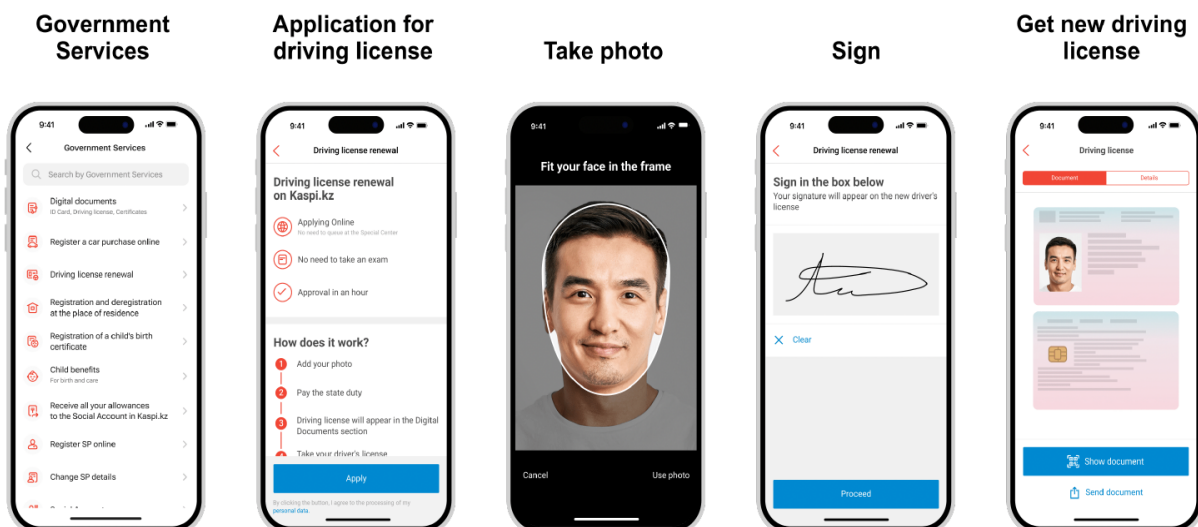 Government
Services
Application for
driving license
Take photo
Sign
Get new driving
license
9:41
Government Services
Search by Government Services
Digital documents
ID Card, Driving license, Certificates
Register a car purchase online
Driving license renewal
Registration and deregistration
at the place of residence
Registration of a child's birth
certificate
Child benefits
For birth and care
Receive all your allowances
to the Social Account in Kaspi.kz
Register SP online
Change SP details
9:41
Driving license renewal
Driving license renewal
on Kaspi.kz
Applying Online
No need to queue at the Special Center
No need to take an exam
Approval in an hour
How does it work?
1 Add your photo
2 Pay the state duty
3 Driving license will appear in the Digital
Documents section
4 Take your driver's license
Apply
By clicking the button, I agree to the processing of my
personal data.
9:41
Fit your face in the frame
Cancel
Use photo
9:41
Driving license renewal
Sign in the box below
Your signature will appear on the new driver's
license
Clear
Proceed
9:41
Driving license
Document
Details
Show document
Send document